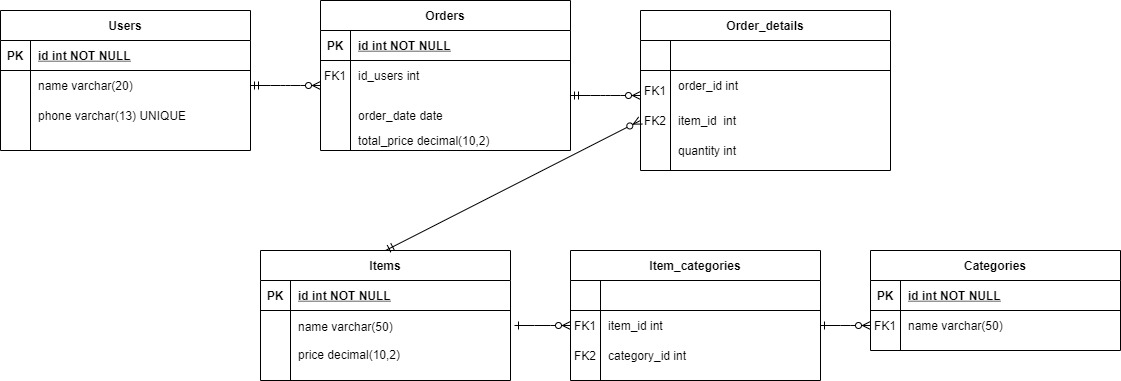 Users
PK id int NOT NULL
name varchar(20)
phone varchar(13) UNIQUE
Orders
PK id int NOT NULL
FK1 id_users int
order_date date
total_price decimal(10,2)
Order_details
FK1 order_id int
FK2 item_id int
quantity int
Items
PK id int NOT NULL
name varchar(50)
price decimal(10,2)
Item_categories
FK1 item_id int
FK2 category_id int
Categories
PK id int NOT NULL
FK1 name varchar(50)